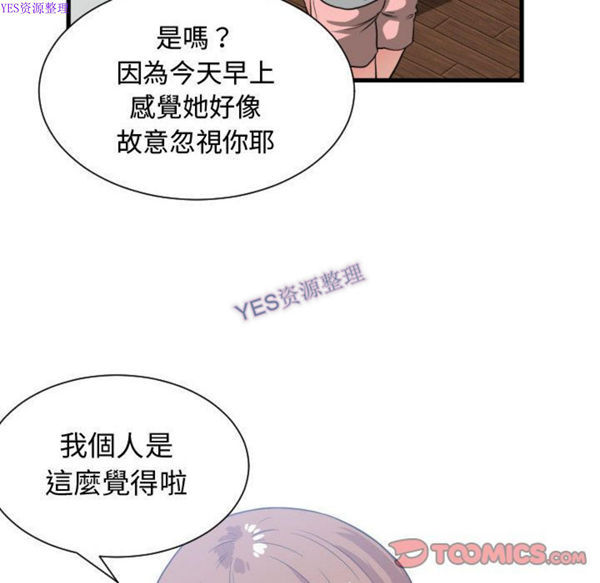 YES资源整理
是嗎？
因為今天早上
感覺她好像
故意忽視你耶
YES资源整理
我個人是
這麼覺得啦
TOOMICS.com